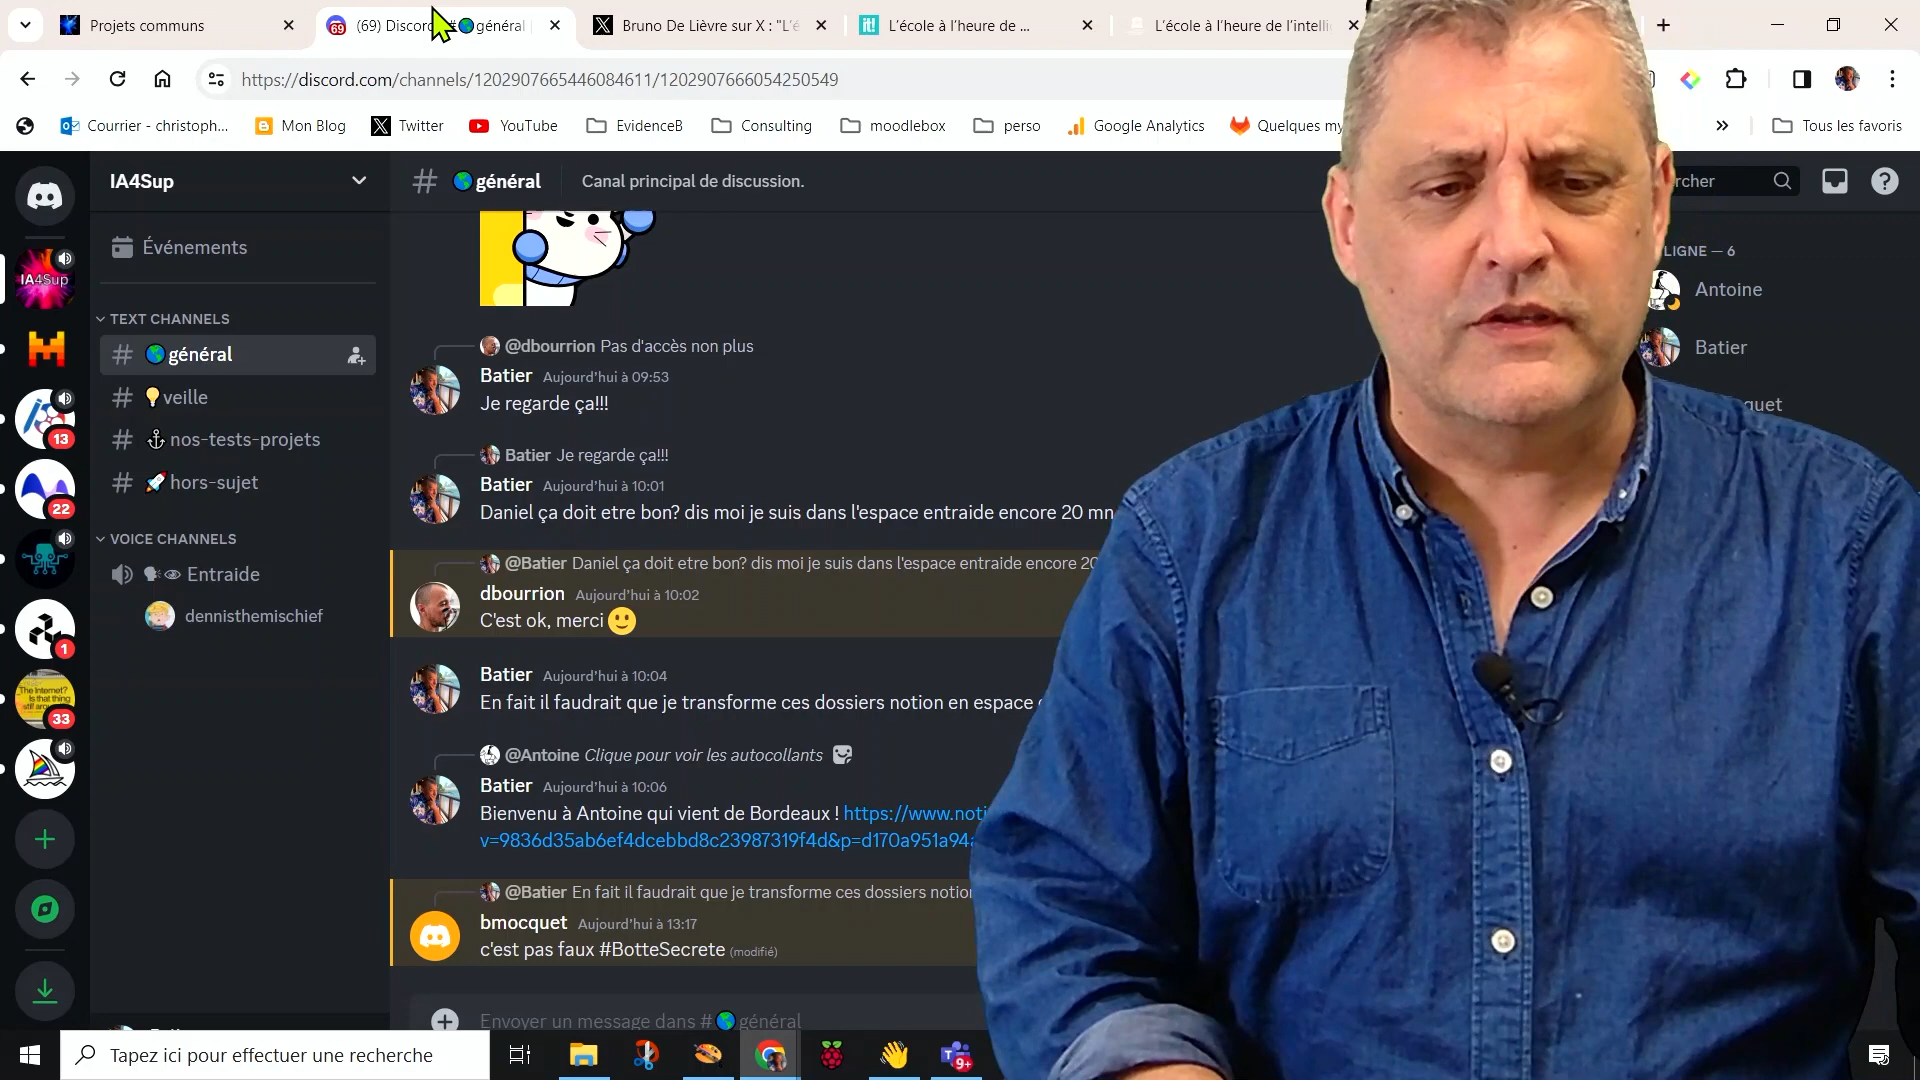 Projets communs
(69) Discord
#🌎général
Bruno De Lièvre sur X : "L'é
L'école à l'heure de ...
L'école à l'heure de l'intelli
https://discord.com/channels/1202907665446084611/1202907666054250549
Courrier - christoph...
Mon Blog
Twitter
YouTube
EvidenceB
Consulting
moodlebox
perso
Google Analytics
Quelques my
Tous les favoris
IA4Sup
# 🌎général
Canal principal de discussion.
rcher
Événements
TEXT CHANNELS
# 🌎général
# 💡veille
# ⚓nos-tests-projets
# 🚀hors-sujet
VOICE CHANNELS
Entraide
dennisthemischief
IA4Sup
13
22
1
The Internet?
Is that thing
33
@dbourrion Pas d'accès non plus
Batier Aujourd'hui à 09:53
Je regarde ça!!!
Batier Je regarde ça!!!
Batier Aujourd'hui à 10:01
Daniel ça doit etre bon? dis moi je suis dans l'espace entraide encore 20 mn
@Batier Daniel ça doit etre bon? dis moi je suis dans l'espace entraide encore 20
dbourrion Aujourd'hui à 10:02
C'est ok, merci 🙂
Batier Aujourd'hui à 10:04
En fait il faudrait que je transforme ces dossiers notion en espace
@Antoine Clique pour voir les autocollants
Batier Aujourd'hui à 10:06
Bienvenu à Antoine qui vient de Bordeaux ! https://www.noti
v=9836d35ab6ef4dcebbd8c23987319f4d&p=d170a951a94
@Batier En fait il faudrait que je transforme ces dossiers notion
bmocquet Aujourd'hui à 13:17
c'est pas faux #BotteSecrete (modifié)
Envoyer un message dans #🌎général
LIGNE — 6
Antoine
Batier
quet
Tapez ici pour effectuer une recherche
9+